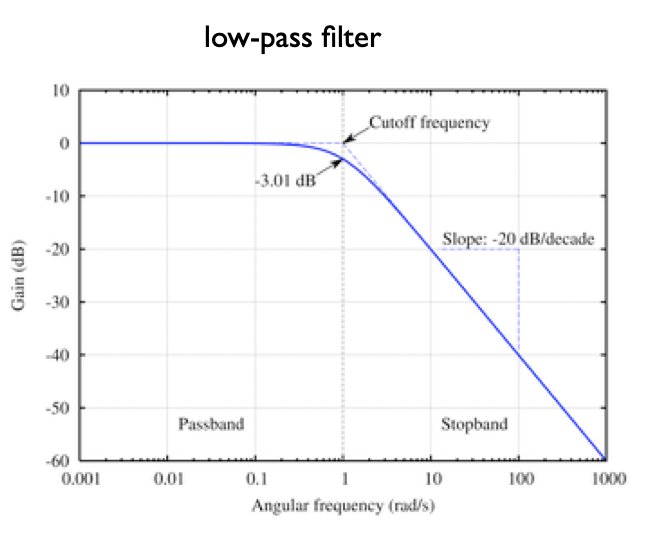 low-pass filter
10
0
-10
-20
-30
-40
-50
-60
Gain (dB)
Cutoff frequency
-3.01 dB
Slope: -20 dB/decade
Passband
Stopband
0.001 0.01 0.1 1 10 100 1000
Angular frequency (rad/s)